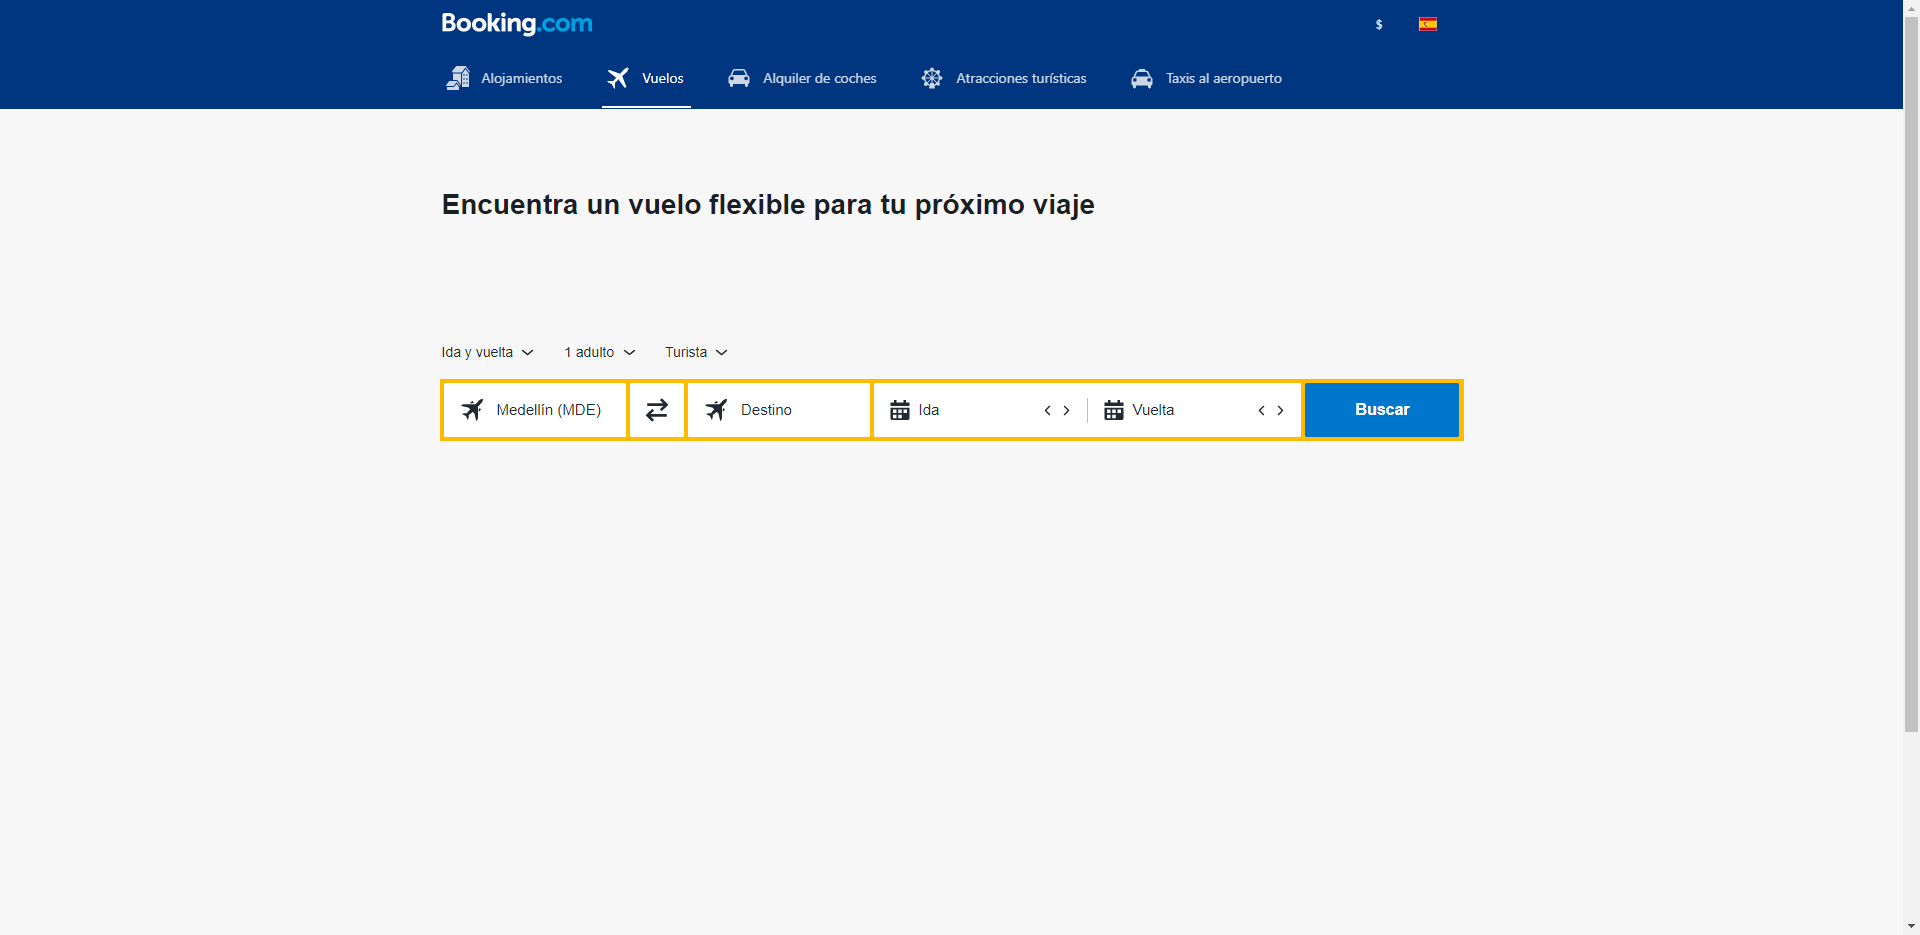 Booking.com
$
Alojamientos
Vuelos
Alquiler de coches
Atracciones turísticas
Taxis al aeropuerto
Encuentra un vuelo flexible para tu próximo viaje
Ida y vuelta
1 adulto
Turista
Medellín (MDE)
Destino
Ida
Vuelta
Buscar